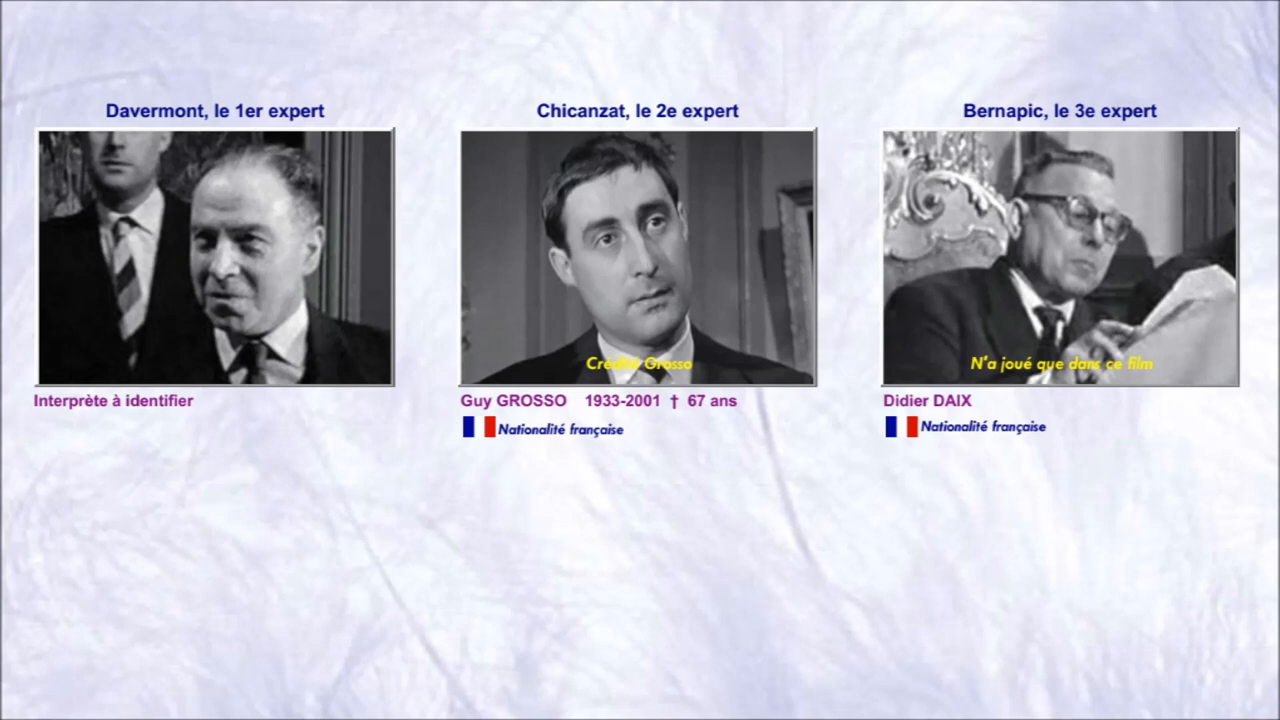 Davermont, le 1er expert
Chicanzat, le 2e expert
Bernapic, le 3e expert
Crédité Grosso
N'a joué que dans ce film
Interprète à identifier
Guy GROSSO 1933-2001 † 67 ans
Didier DAIX
Nationalité française
Nationalité française